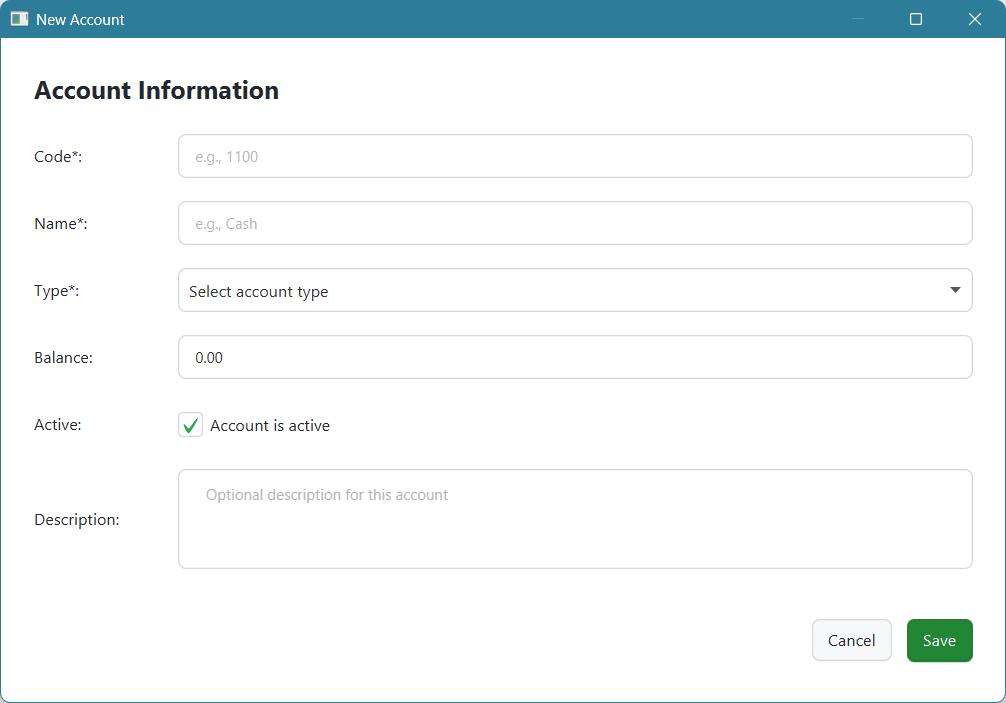 New Account
Account Information
Code*:
e.g., 1100
Name*:
e.g., Cash
Type*:
Select account type
Balance:
0.00
Active:
Account is active
Description:
Optional description for this account
Cancel
Save